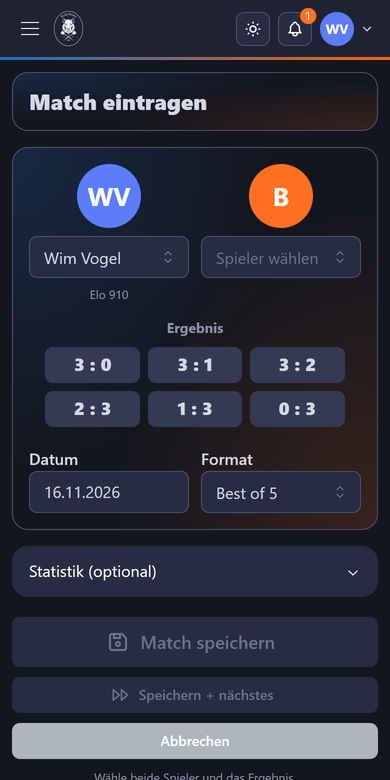 1
WV
Match eintragen
WV
B
Wim Vogel
Spieler wählen
Elo 910
Ergebnis
3 : 0
3 : 1
3 : 2
2 : 3
1 : 3
0 : 3
Datum
Format
16.11.2026
Best of 5
Statistik (optional)
Match speichern
Speichern + nächstes
Abbrechen
Wähle beide Spieler und das Ergebnis